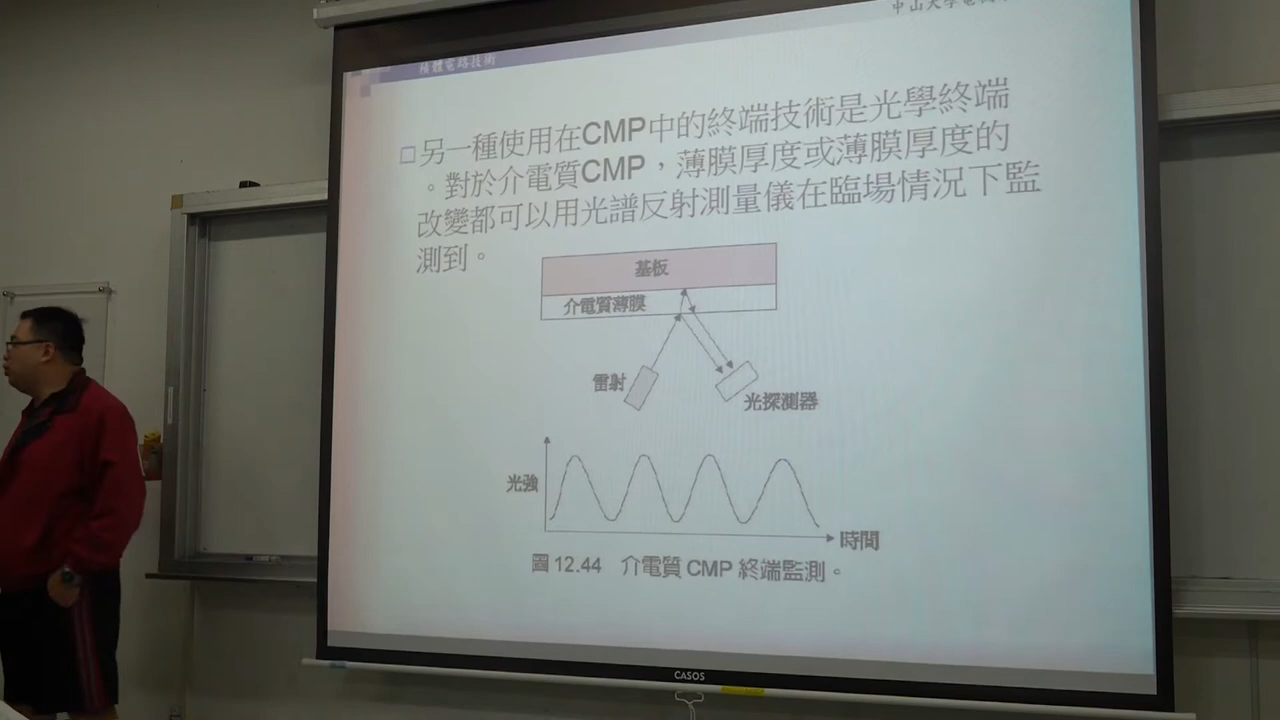 積體電路技術
中山大學電
□另一種使用在CMP中的終端技術是光學終端
。對於介電質CMP，薄膜厚度或薄膜厚度的
改變都可以用光譜反射測量儀在臨場情況下監
測到。
基板
介電質薄膜
雷射
光探測器
光強
時間
圖 12.44 介電質 CMP 終端監測。
CASOS